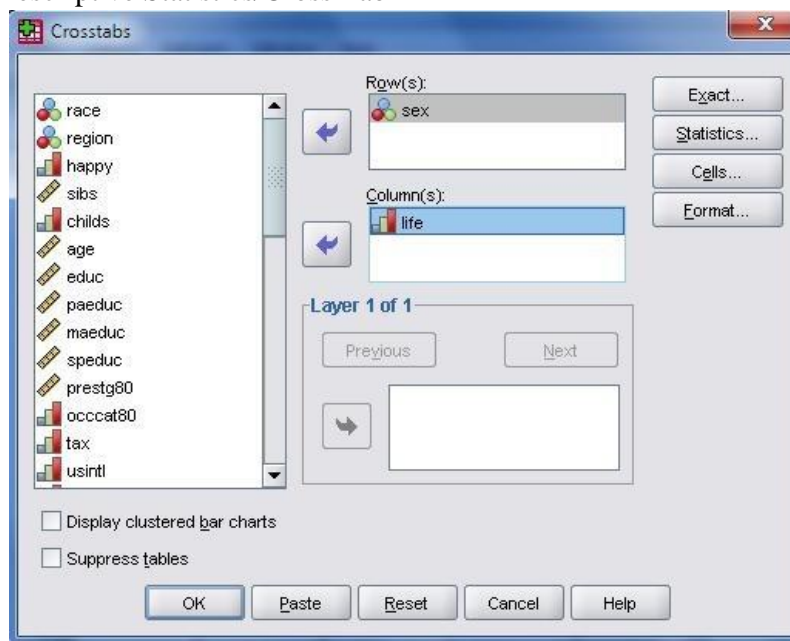 Crosstabs
race
region
happy
sibs
childs
age
educ
paeduc
maeduc
speduc
prestg80
occcat80
tax
usintl
Row(s):
sex
Column(s):
life
Layer 1 of 1
Previous Next
Exact...
Statistics...
Cells...
Format...
Display clustered bar charts
Suppress tables
OK Paste Reset Cancel Help